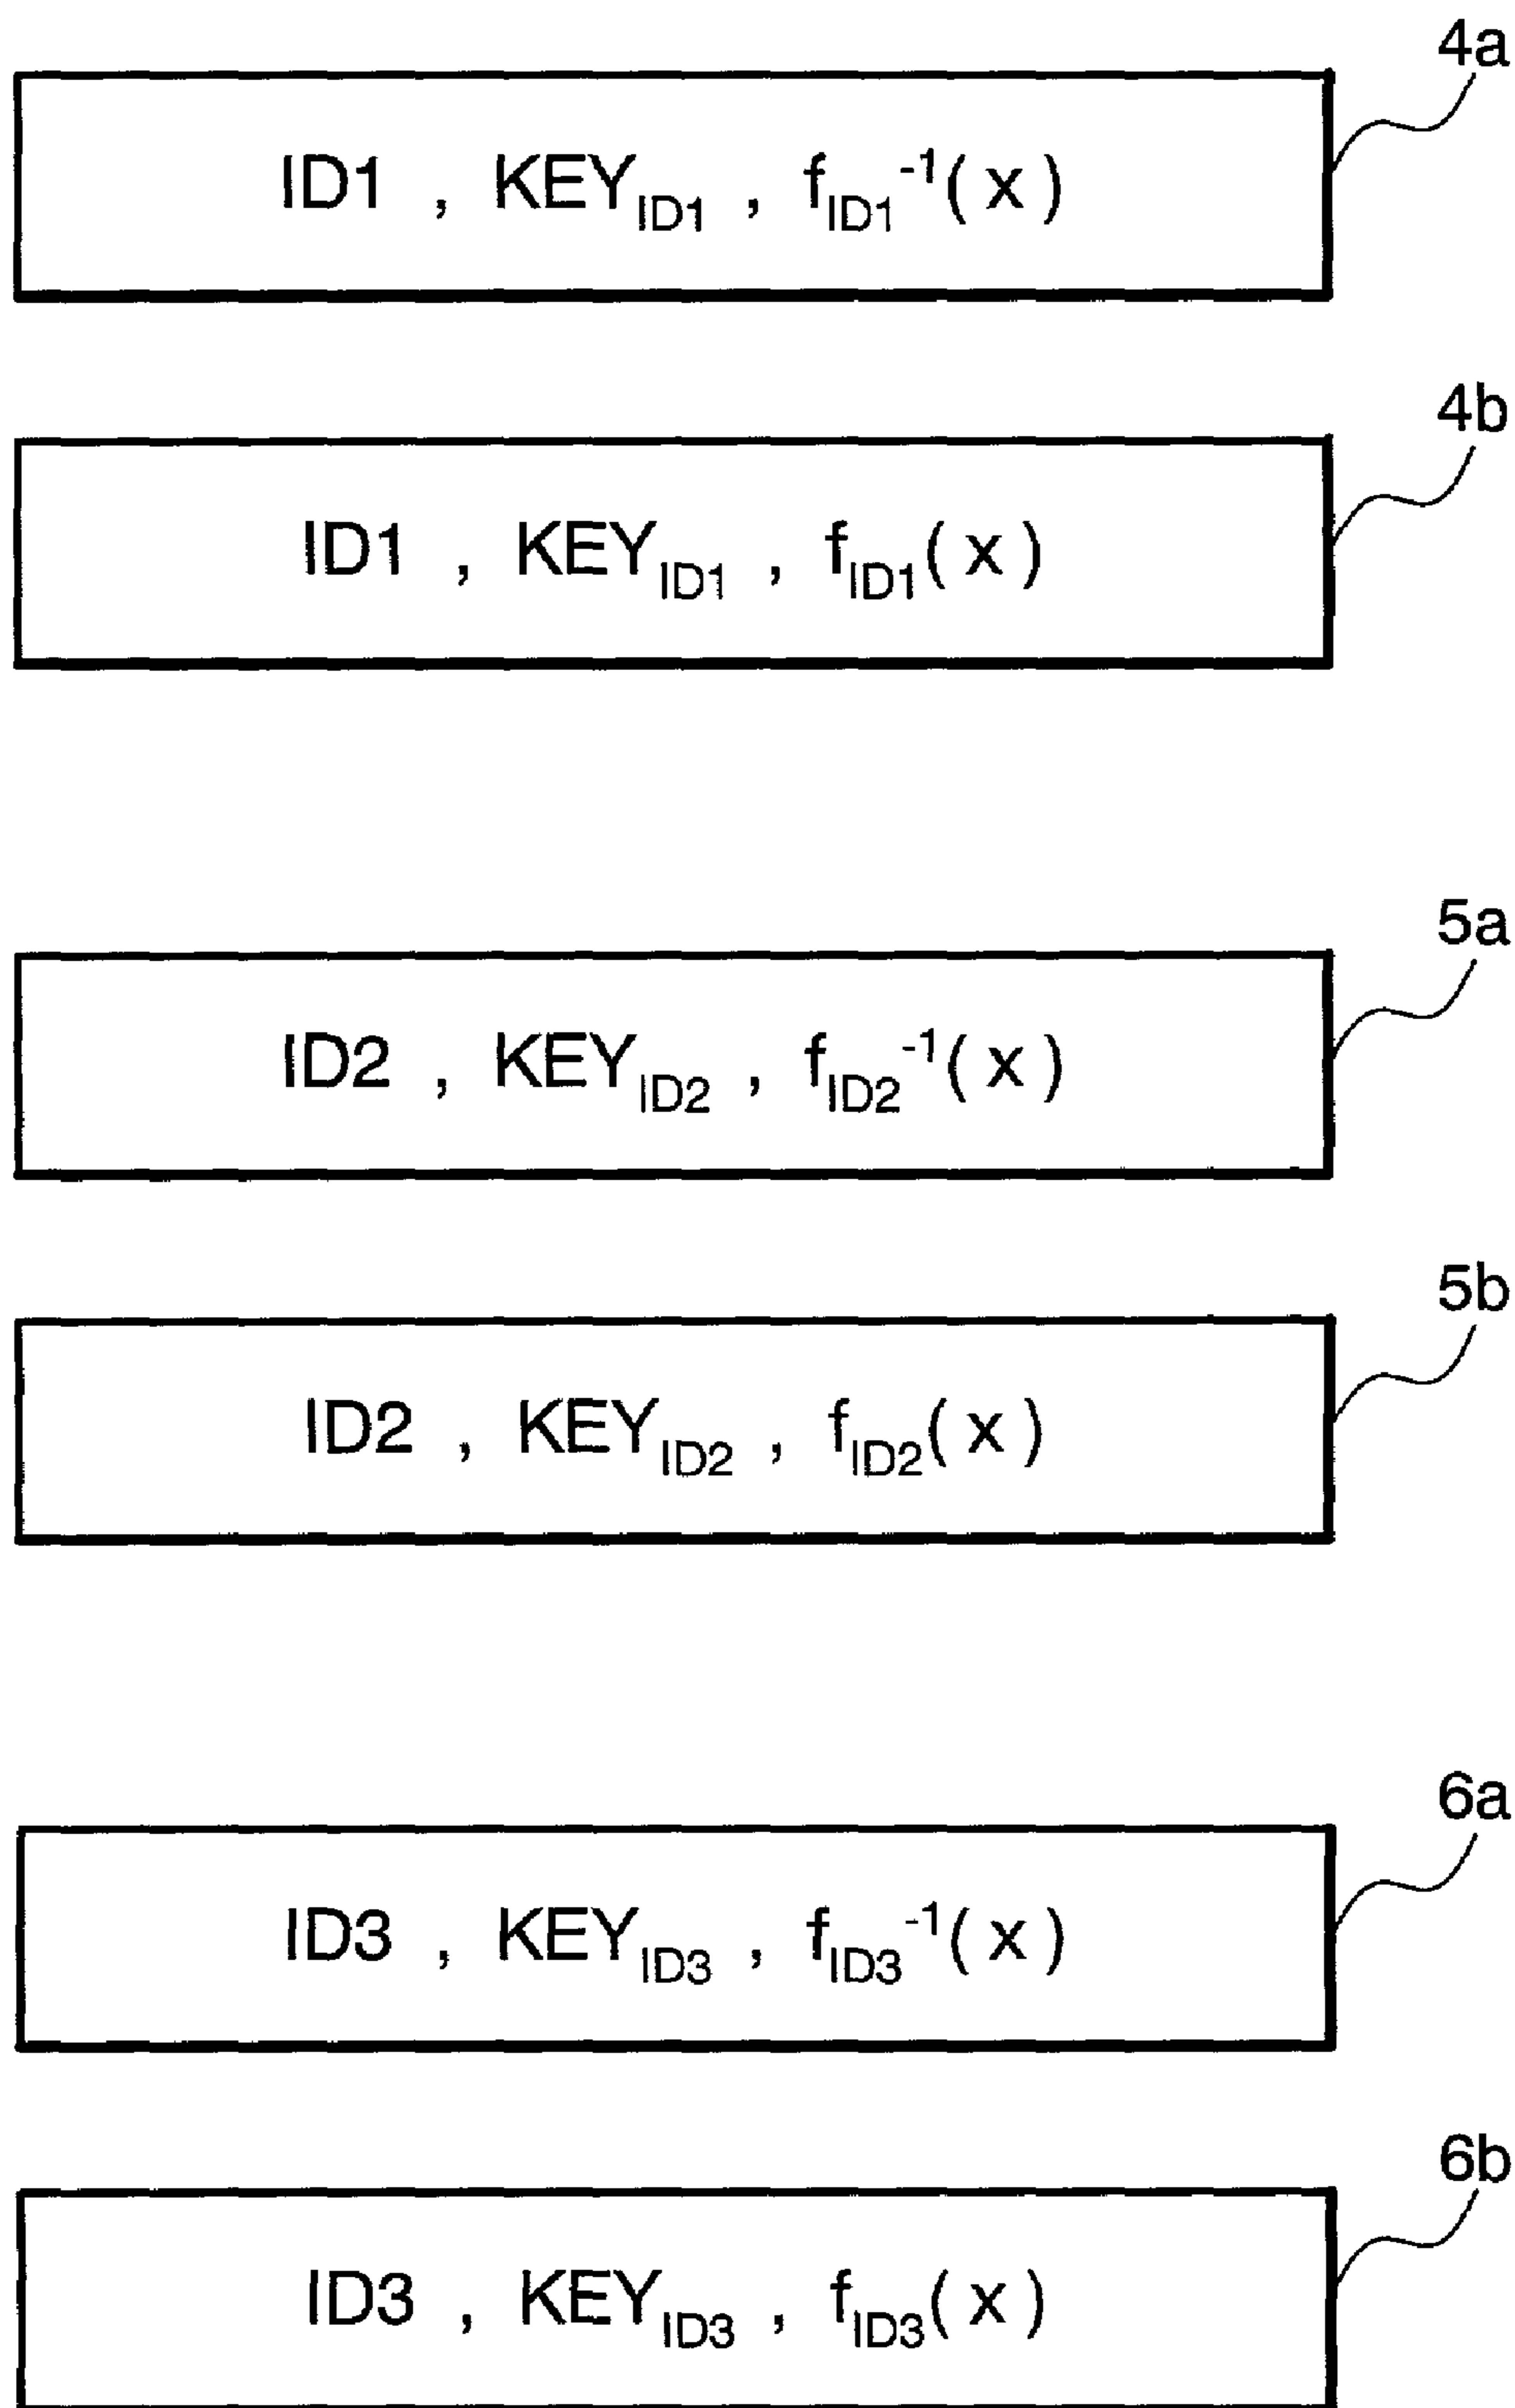 4a
ID1 , KEY_ID1 , f_ID1^-1( x )
4b
ID1 , KEY_ID1 , f_ID1( x )
5a
ID2 , KEY_ID2 , f_ID2^-1( x )
5b
ID2 , KEY_ID2 , f_ID2( x )
6a
ID3 , KEY_ID3 , f_ID3^-1( x )
6b
ID3 , KEY_ID3 , f_ID3( x )